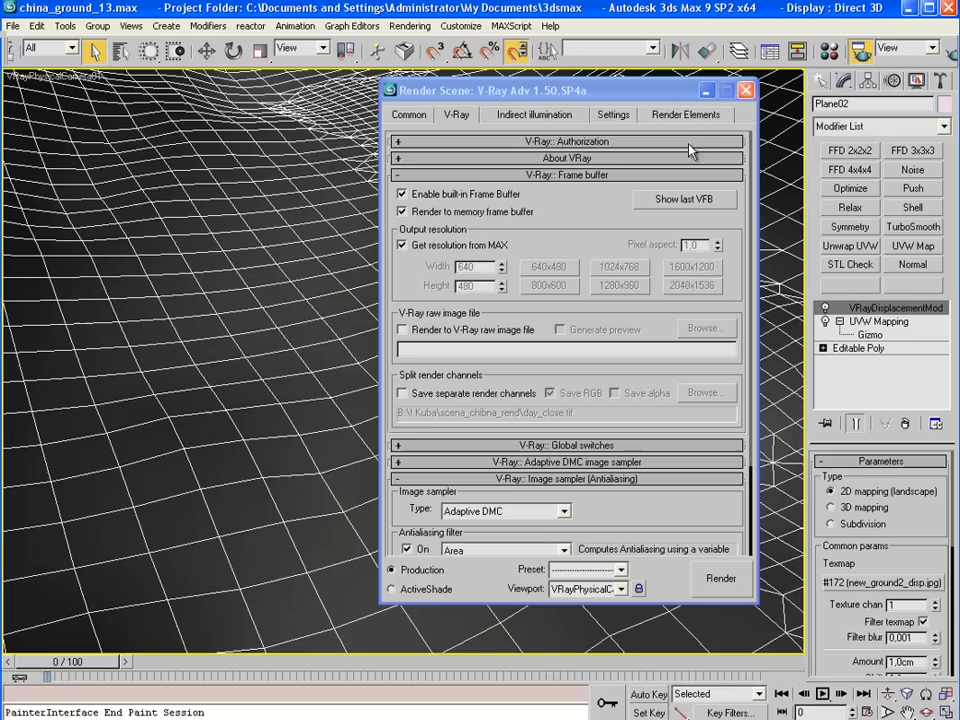 china_ground_13.max - Project Folder: C:\Documents and Settings\Administrator\My Documents\3dsmax - Autodesk 3ds Max 9 SP2 x64 - Display : Direct 3D
File Edit Tools Group Views Create Modifiers reactor Animation Graph Editors Rendering Customize MAXScript Help
All View View
VRayPhysicalCamera01
Render Scene: V-Ray Adv 1.50.SP4a
Common V-Ray Indirect illumination Settings Render Elements
+ V-Ray:: Authorization
+ About VRay
- V-Ray:: Frame buffer
Enable built-in Frame Buffer
Show last VFB
Render to memory frame buffer
Output resolution
Get resolution from MAX Pixel aspect: 1,0
Width 640 640x480 1024x768 1600x1200
Height 480 800x600 1280x960 2048x1536
V-Ray raw image file
Render to V-Ray raw image file Generate preview Browse...
Split render channels
Save separate render channels Save RGB Save alpha Browse...
B:\! Kuba\scena_chibna_rend\day_close.tif
+ V-Ray:: Global switches
+ V-Ray:: Adaptive DMC image sampler
- V-Ray:: Image sampler (Antialiasing)
Image sampler
Type: Adaptive DMC
Antialiasing filter
On Area Computes Antialiasing using a variable
Production Preset: --------------------
ActiveShade Viewport: VRayPhysicalC
Render
Plane02
Modifier List
FFD 2x2x2 FFD 3x3x3
FFD 4x4x4 Noise
Optimize Push
Relax Shell
Symmetry TurboSmooth
Unwrap UVW UVW Map
STL Check Normal
VRayDisplacementMod
UVW Mapping
Gizmo
Editable Poly
- Parameters
Type
2D mapping (landscape)
3D mapping
Subdivision
Common params
Texmap
#172 (new_ground2_disp.jpg)
Texture chan 1
Filter texmap
Filter blur 0,001
Amount 1,0cm
0 / 100
Auto Key Selected
Set Key Key Filters... 0
PainterInterface End Paint Session